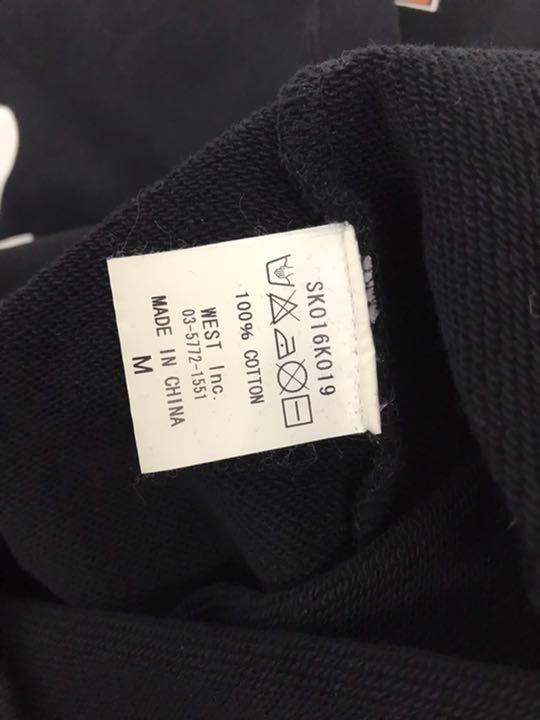 SK016K019
100% COTTON
WEST Inc.
03-5772-1551
MADE IN CHINA
M